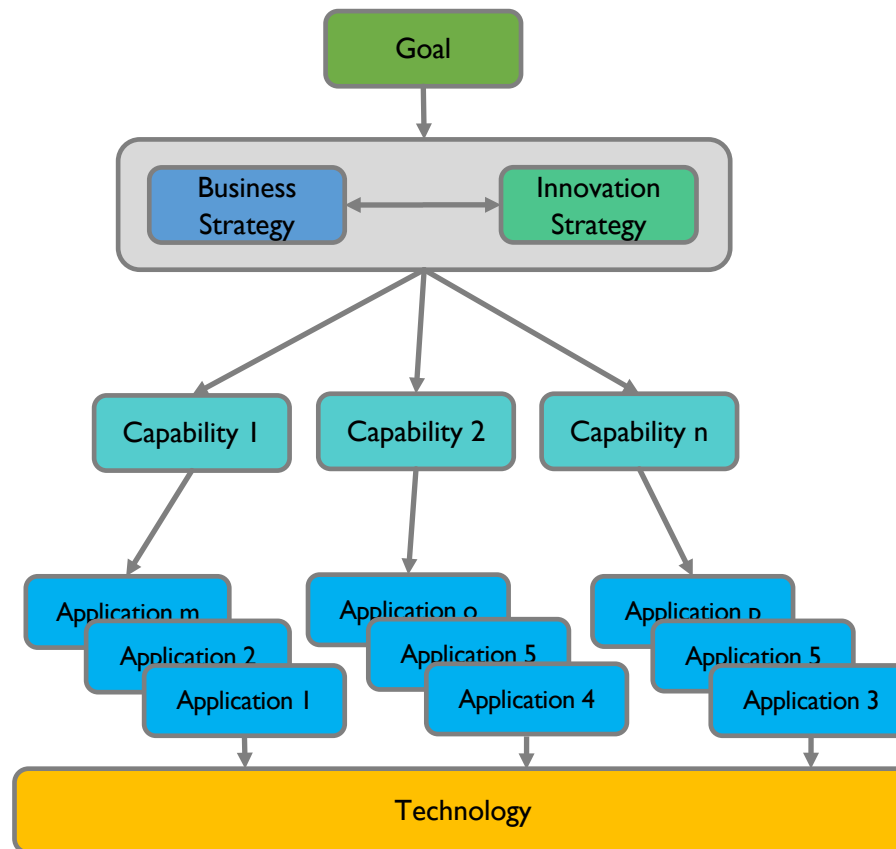 Goal
Business
Strategy
Innovation
Strategy
Capability 1
Capability 2
Capability n
Application m
Application 2
Application 1
Application o
Application 5
Application 4
Application p
Application 5
Application 3
Technology